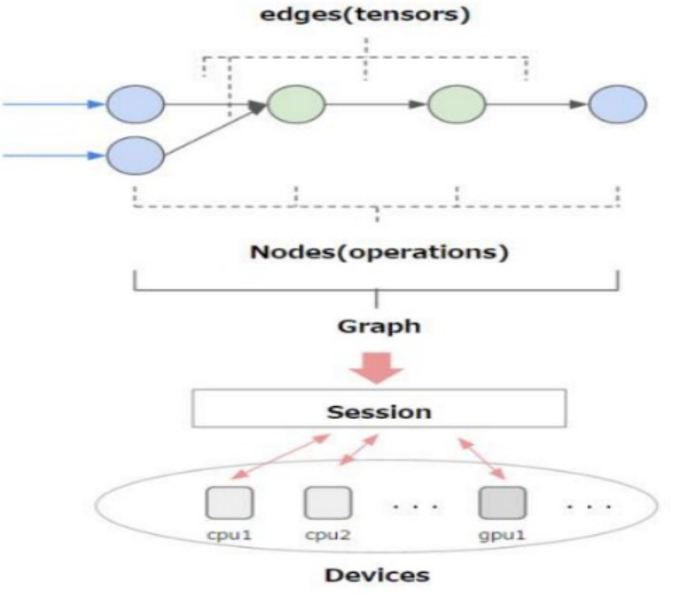 edges(tensors)
Nodes(operations)
Graph
Session
. . .
. . .
cpu1
cpu2
gpu1
Devices